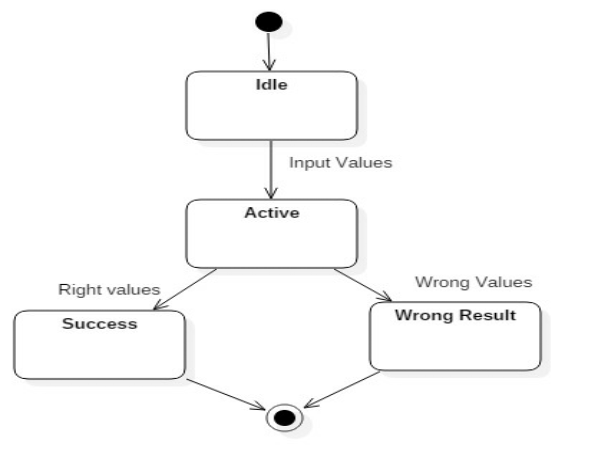 Idle
Input Values
Active
Right values
Wrong Values
Success
Wrong Result